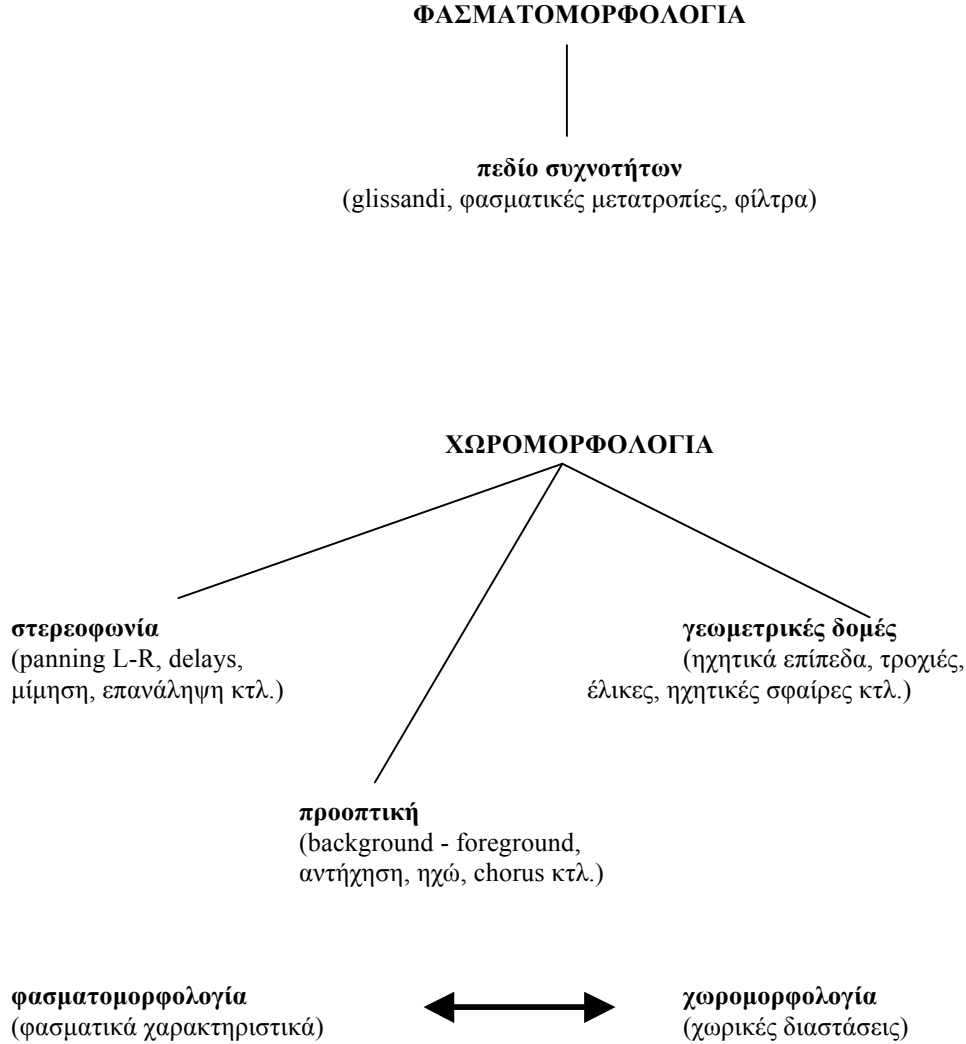 ΦΑΣΜΑΤΟΜΟΡΦΟΛΟΓΙΑ
πεδίο συχνοτήτων
(glissandi, φασματικές μετατροπίες, φίλτρα)
ΧΩΡΟΜΟΡΦΟΛΟΓΙΑ
στερεοφωνία
(panning L-R, delays,
μίμηση, επανάληψη κτλ.)
γεωμετρικές δομές
(ηχητικά επίπεδα, τροχιές,
έλικες, ηχητικές σφαίρες κτλ.)
προοπτική
(background - foreground,
αντήχηση, ηχώ, chorus κτλ.)
φασματομορφολογία
(φασματικά χαρακτηριστικά)
χωρομορφολογία
(χωρικές διαστάσεις)